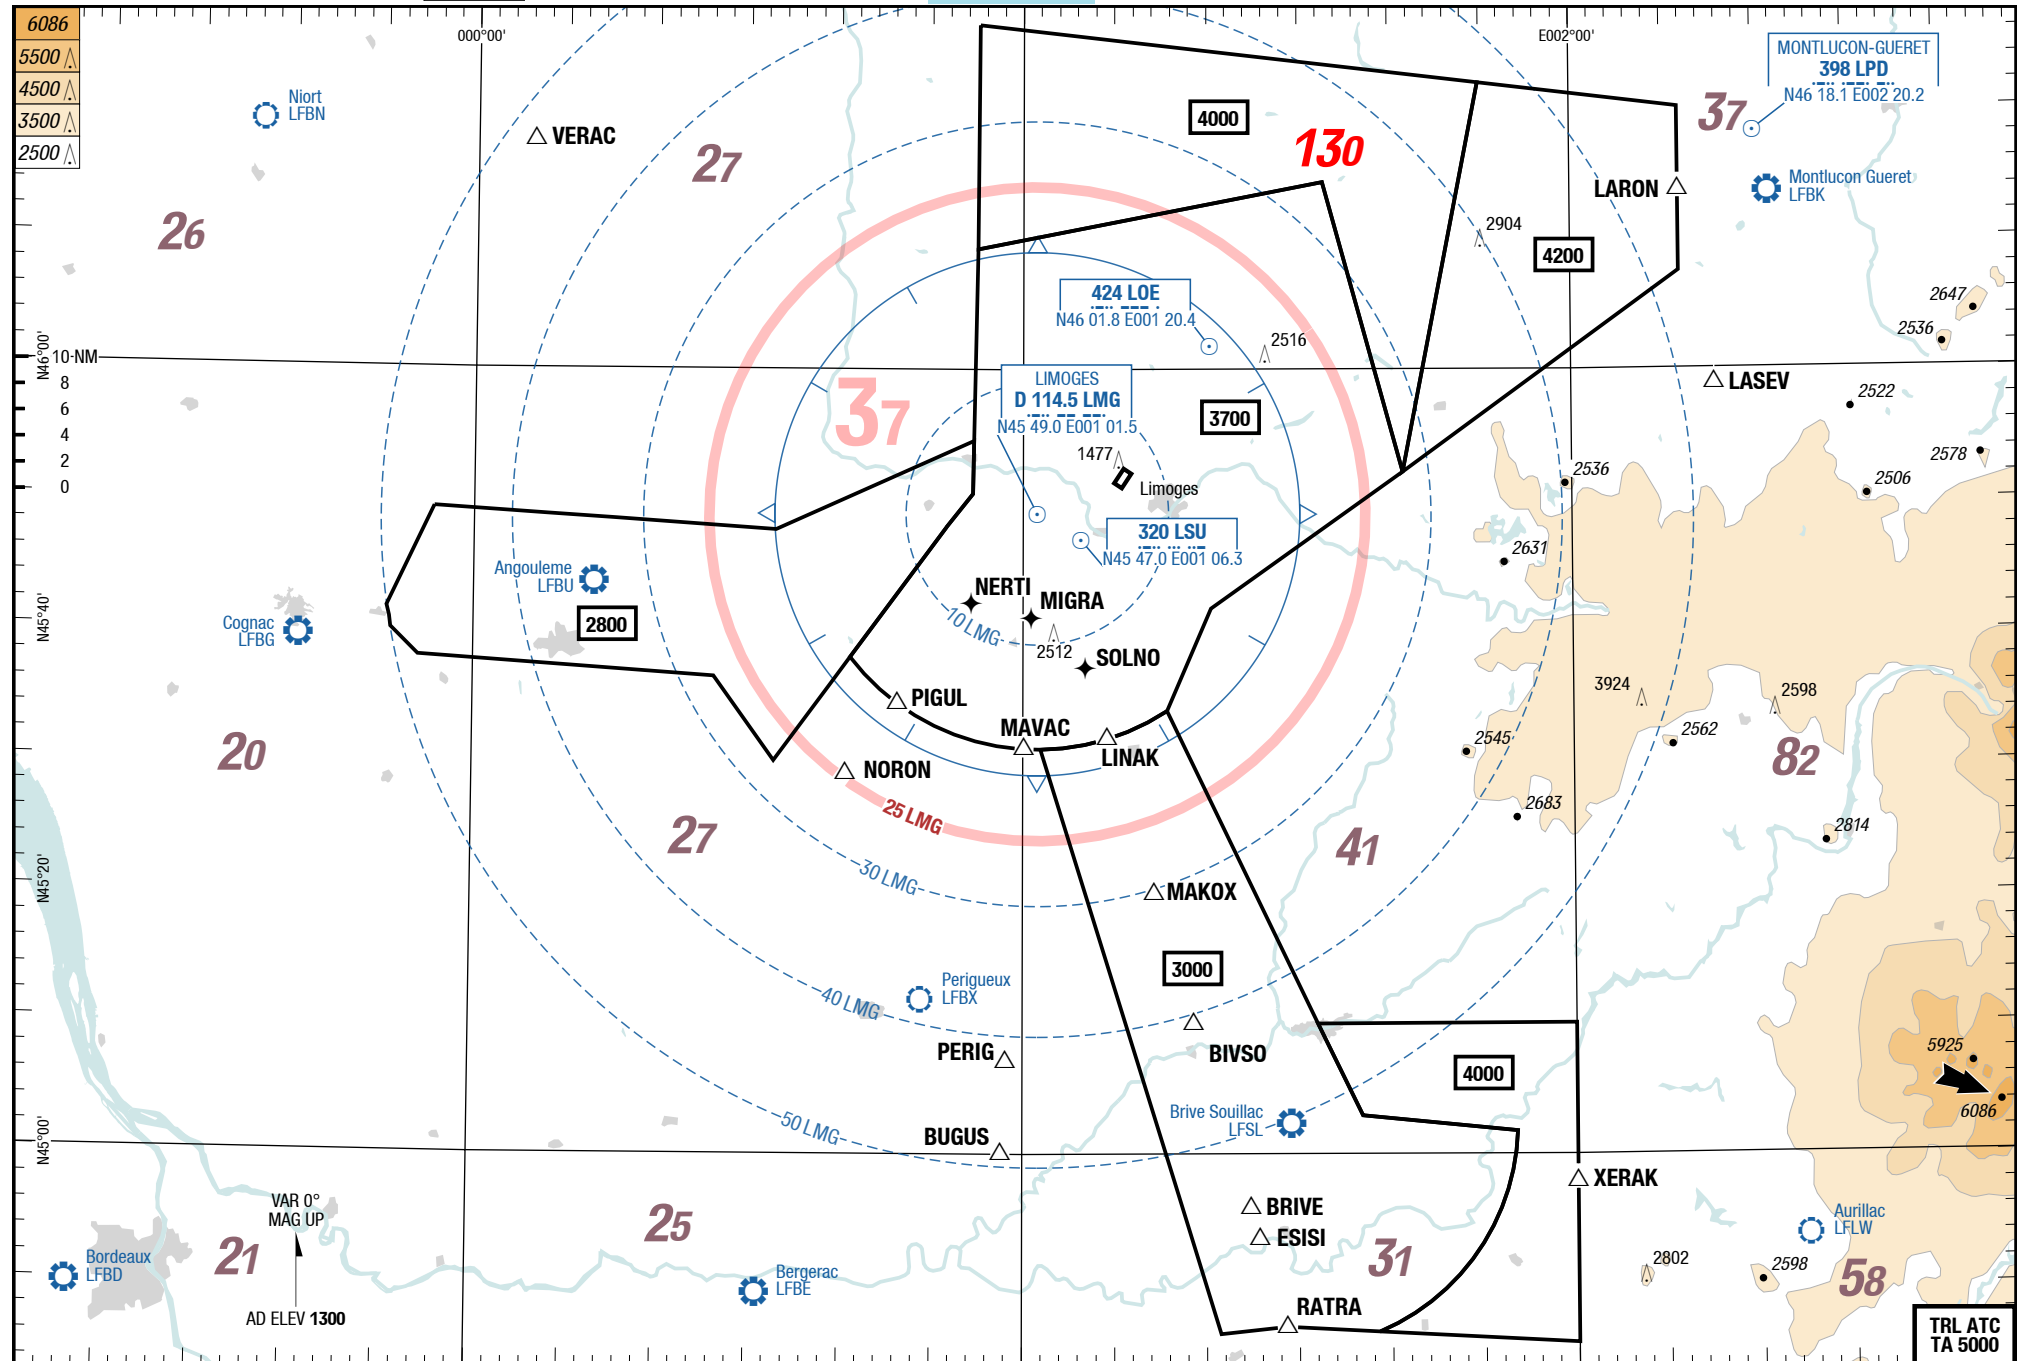 6086
5500
4500
3500
2500
000°00'
E002°00'
MONTLUCON-GUERET
398 LPD
N46 18.1 E002 20.2
Niort
LFBN
VERAC
27
4000
130
37
LARON
Montlucon Gueret
LFBK
26
2904
4200
424 LOE
N46 01.8 E001 20.4
2647
2536
2516
N46°00'
10 NM
8
6
4
2
0
LIMOGES
D 114.5 LMG
N45 49.0 E001 01.5
37
3700
LASEV
2522
2578
1477
Limoges
2536
2506
320 LSU
N45 47.0 E001 06.3
2631
Angouleme
LFBU
NERTI
MIGRA
Cognac
LFBG
2800
N45°40'
10 LMG
2512
SOLNO
3924
2598
PIGUL
MAVAC
LINAK
2545
2562
20
82
NORON
25 LMG
2683
2814
27
41
30 LMG
N45°20'
MAKOX
3000
Perigueux
LFBX
40 LMG
PERIG
BIVSO
4000
5925
6086
Brive Souillac
LFSL
50 LMG
BUGUS
N45°00'
XERAK
VAR 0°
MAG UP
BRIVE
ESISI
25
21
31
Aurillac
LFLW
Bordeaux
LFBD
Bergerac
LFBE
2802
2598
58
RATRA
AD ELEV 1300
TRL ATC
TA 5000